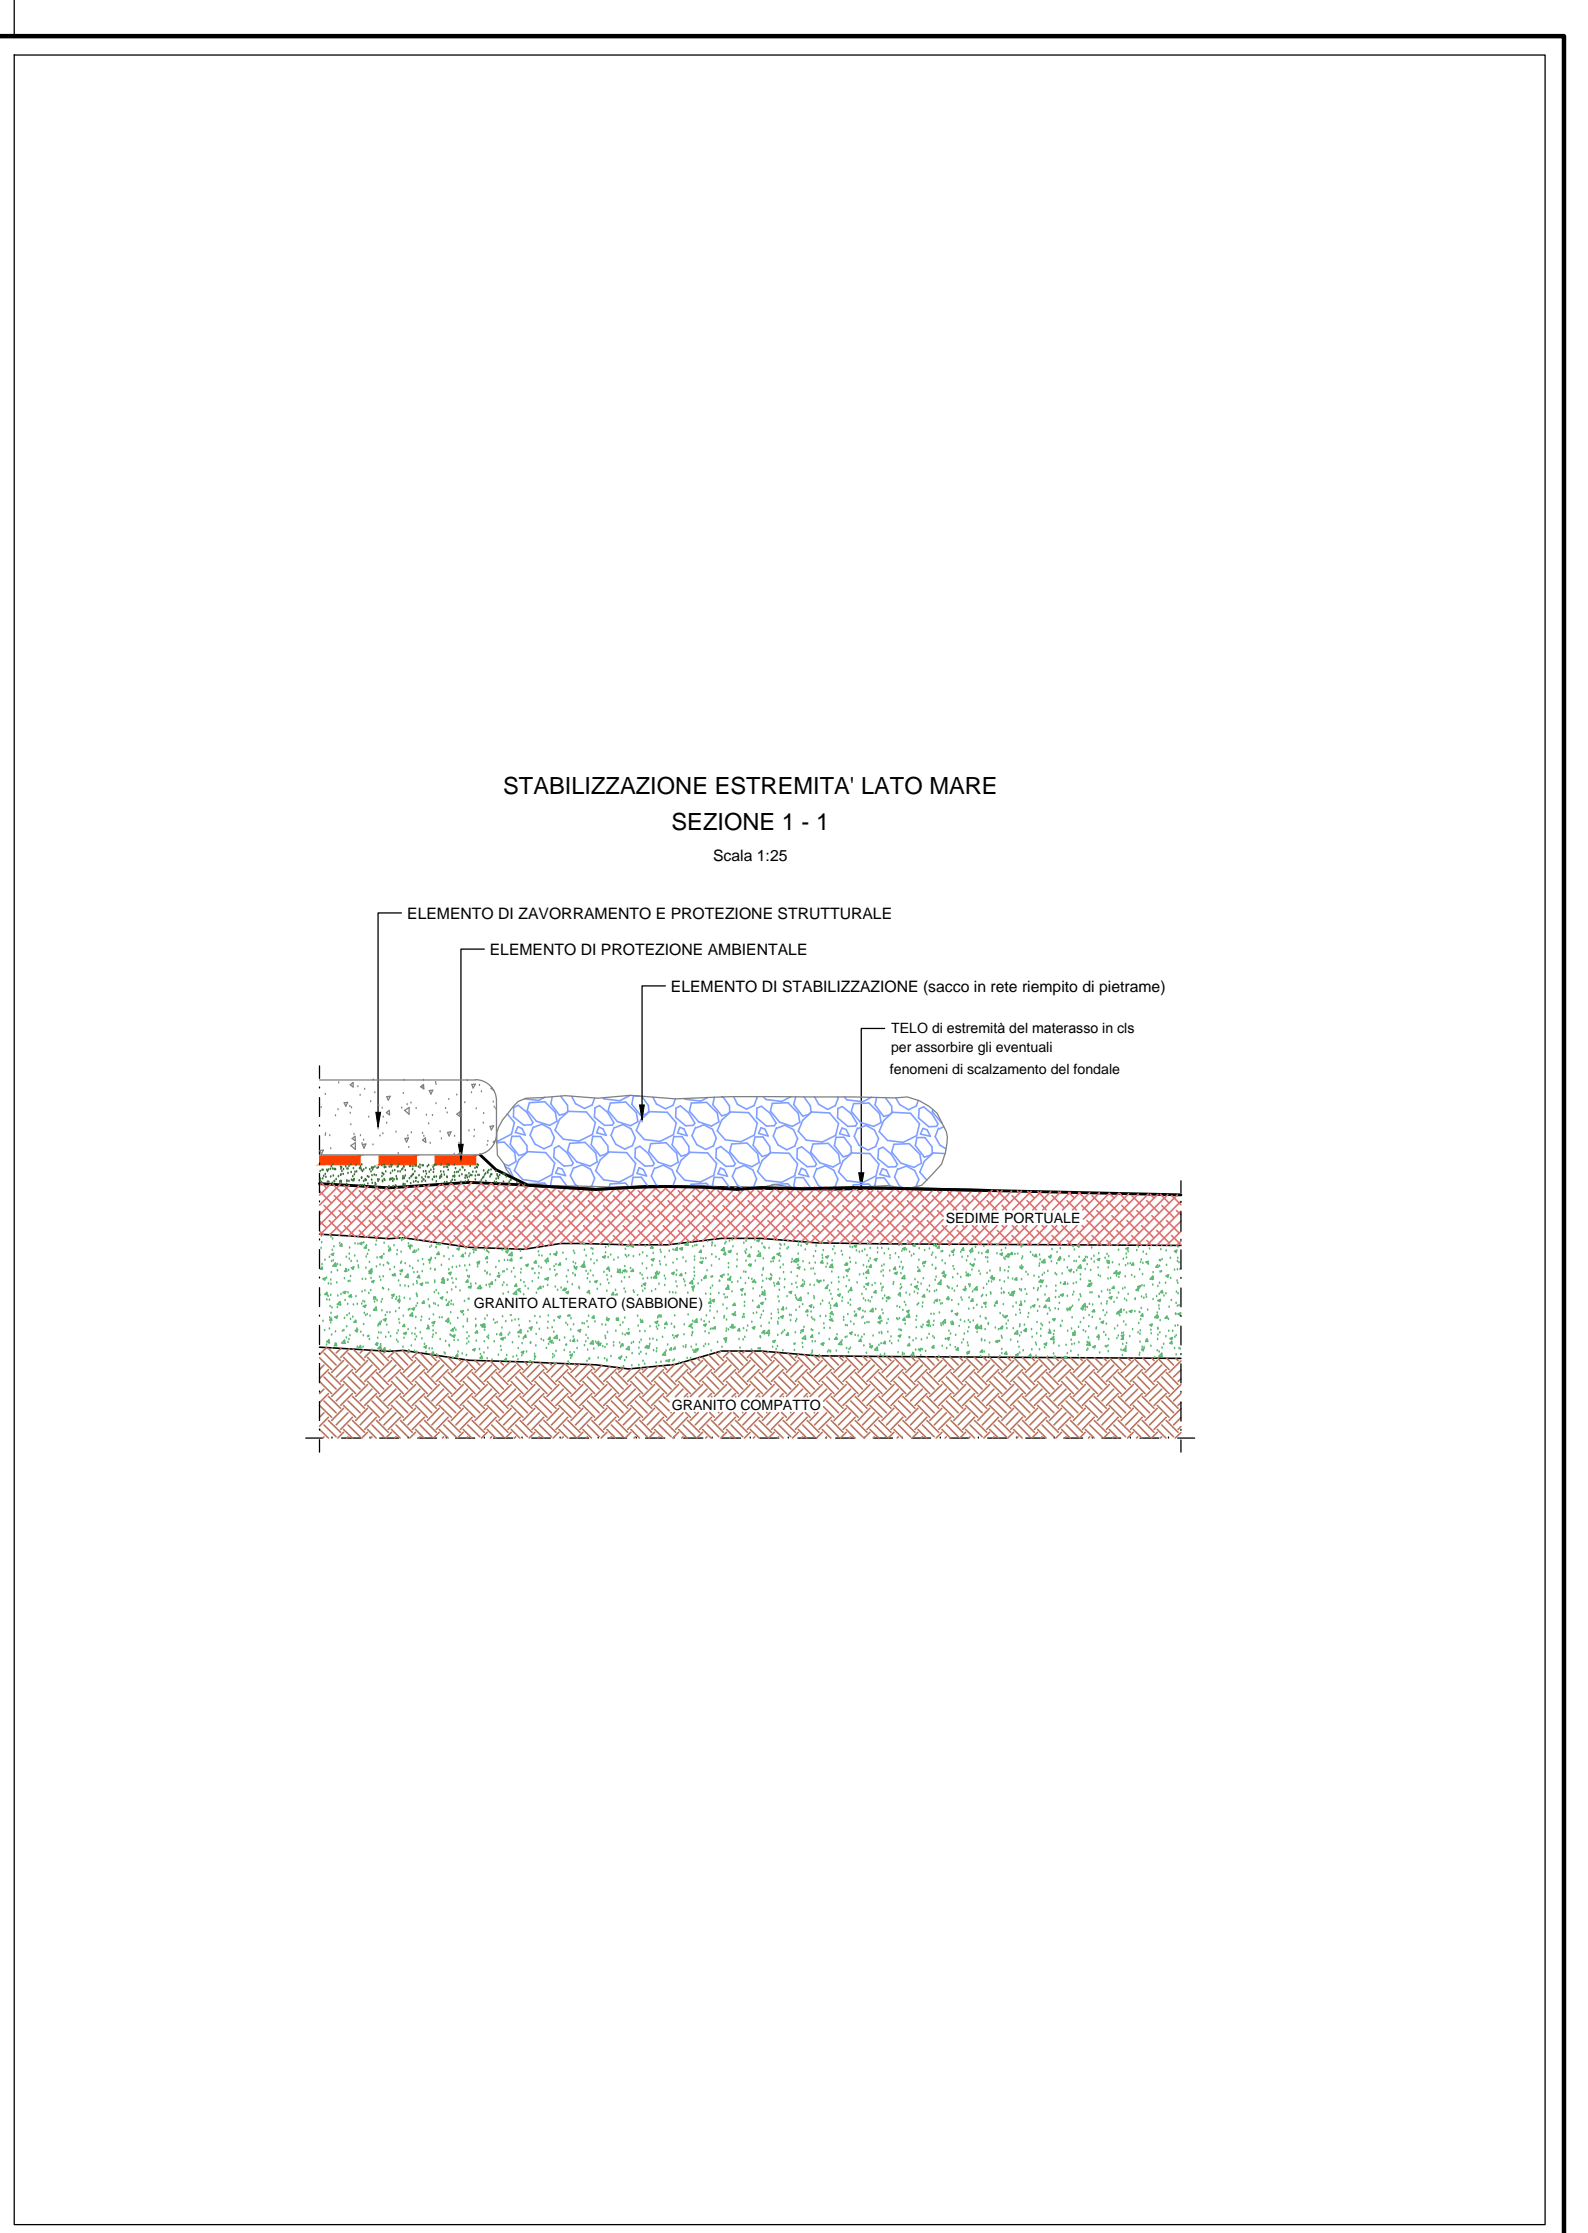 STABILIZZAZIONE ESTREMITA' LATO MARE
SEZIONE 1 - 1
Scala 1:25
ELEMENTO DI ZAVORRAMENTO E PROTEZIONE STRUTTURALE
ELEMENTO DI PROTEZIONE AMBIENTALE
ELEMENTO DI STABILIZZAZIONE (sacco in rete riempito di pietrame)
TELO di estremità del materasso in cls
per assorbire gli eventuali
fenomeni di scalzamento del fondale
SEDIME PORTUALE
GRANITO ALTERATO (SABBIONE)
GRANITO COMPATTO